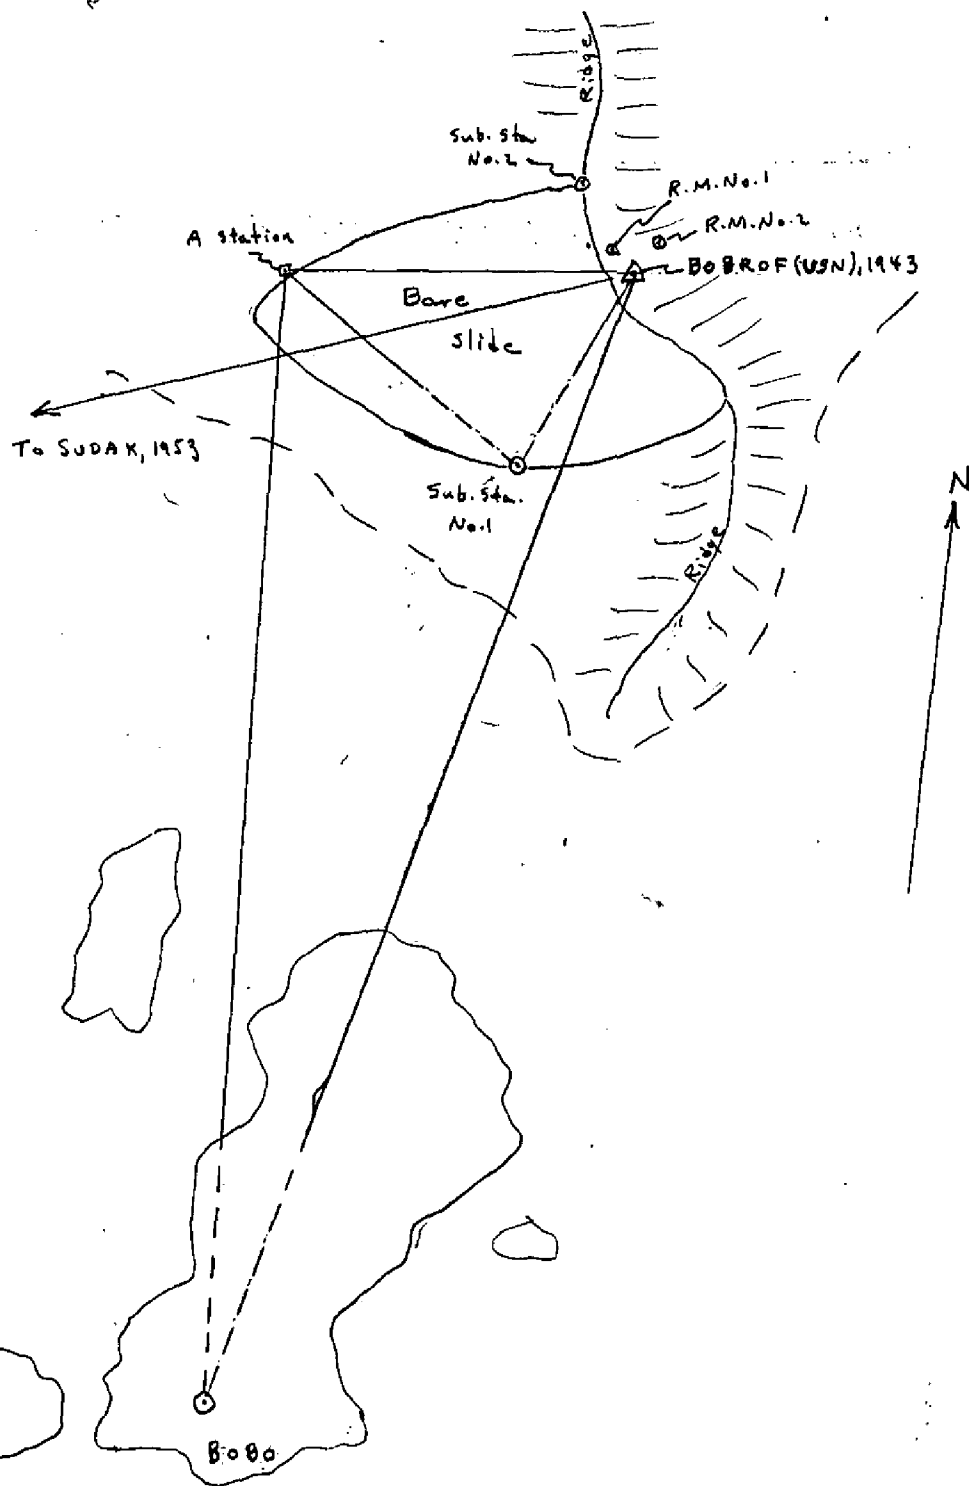 Ridge
Sub. Sta
No. 2
R.M. No. 1
R.M. No. 2
A Station
BOBROF (USN), 1943
Bare
Slide
To SUDAK, 1953
Sub. Sta.
No. 1
N
Ridge
BOBO